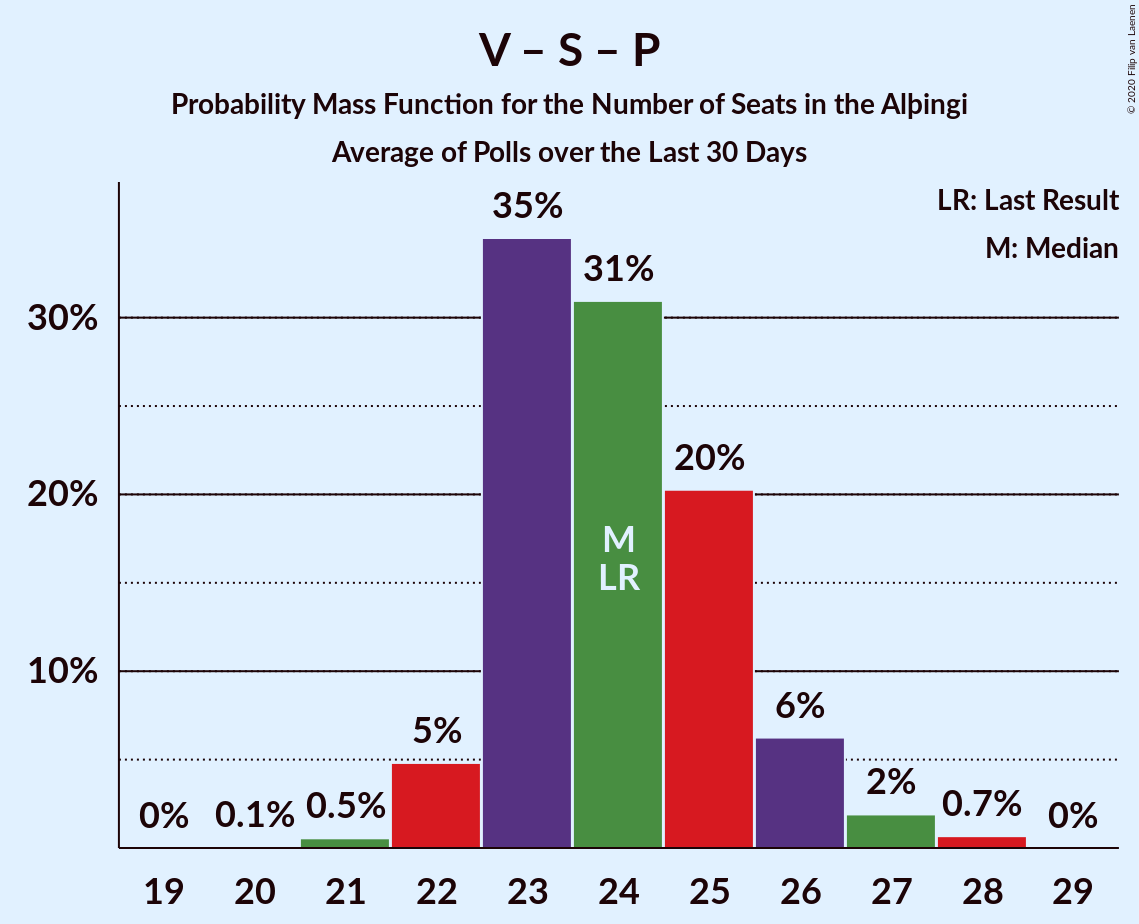 V – S – P
Probability Mass Function for the Number of Seats in the Alþingi
Average of Polls over the Last 30 Days
© 2020 Filip van Laenen
LR: Last Result
M: Median
35%
31%
30%
20%
20%
M
LR
10%
6%
5%
2%
0%
0.1%
0.5%
0.7%
0%
19 20 21 22 23 24 25 26 27 28 29